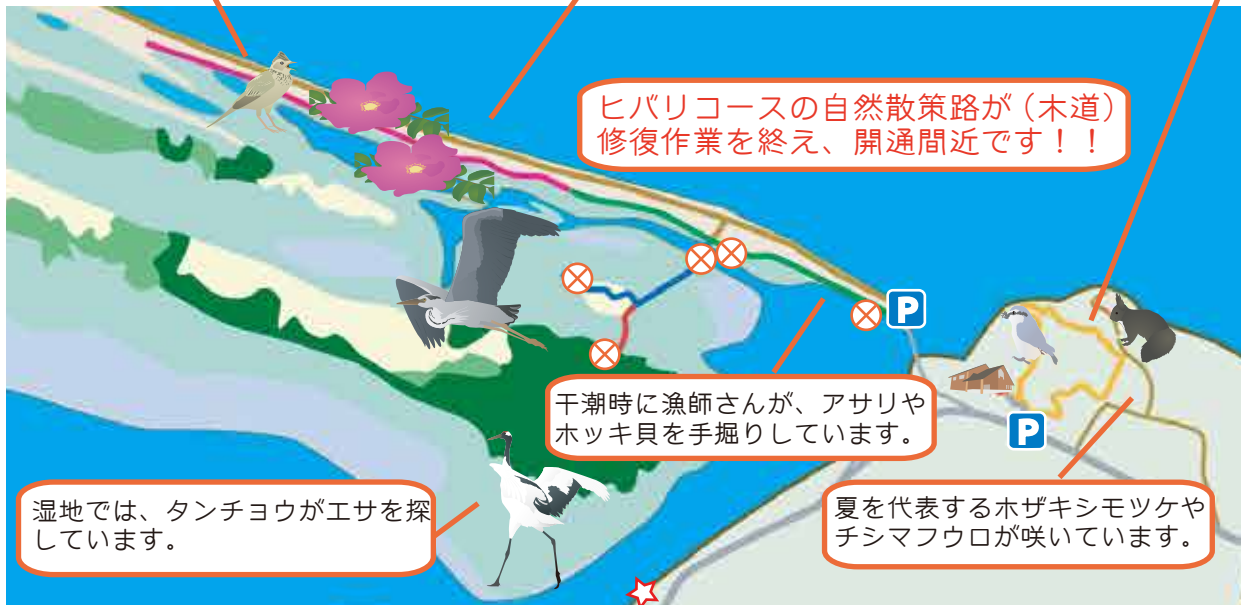 ヒバリコースの自然散策路が（木道）
修復作業を終え、開通間近です！！
P
干潮時に漁師さんが、アサリや
ホッキ貝を手掘りしています。
P
湿地では、タンチョウがエサを探
しています。
夏を代表するホザキシモツケや
チシマフウロが咲いています。